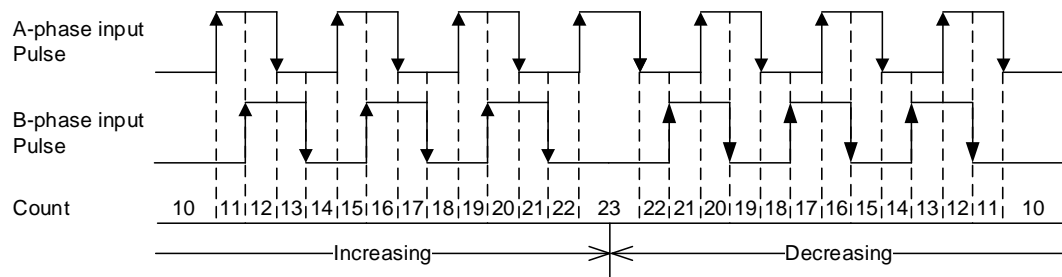 A-phase input
Pulse
B-phase input
Pulse
Count 10 11 12 13 14 15 16 17 18 19 20 21 22 23 22 21 20 19 18 17 16 15 14 13 12 11 10
Increasing Decreasing